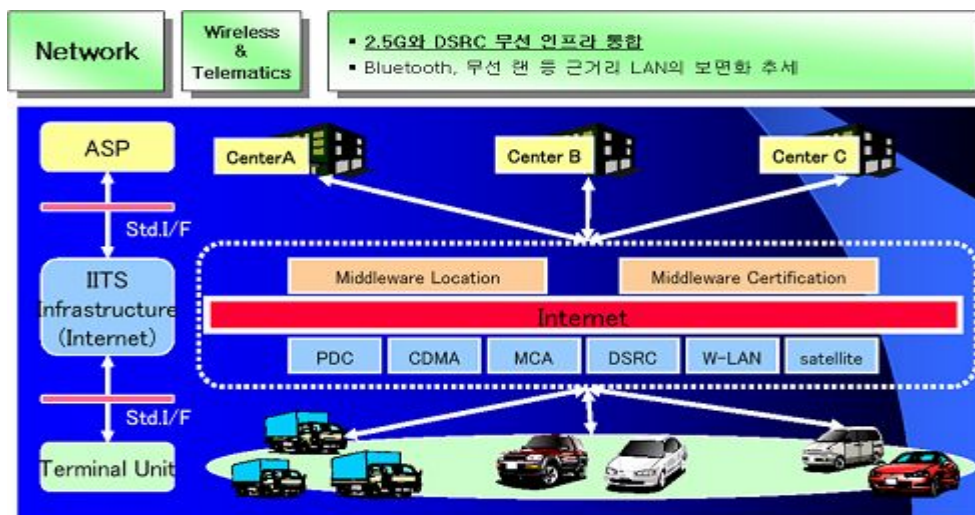 Network
Wireless
&
Telematics
▪ 2.5G와 DSRC 무선 인프라 통합
▪ Bluetooth, 무선 랜 등 근거리 LAN의 보편화 추세
ASP
CenterA
Center B
Center C
Std.I/F
IITS
Infrastructure
(Internet)
Middleware Location
Middleware Certification
Internet
PDC
CDMA
MCA
DSRC
W-LAN
satellite
Std.I/F
Terminal Unit